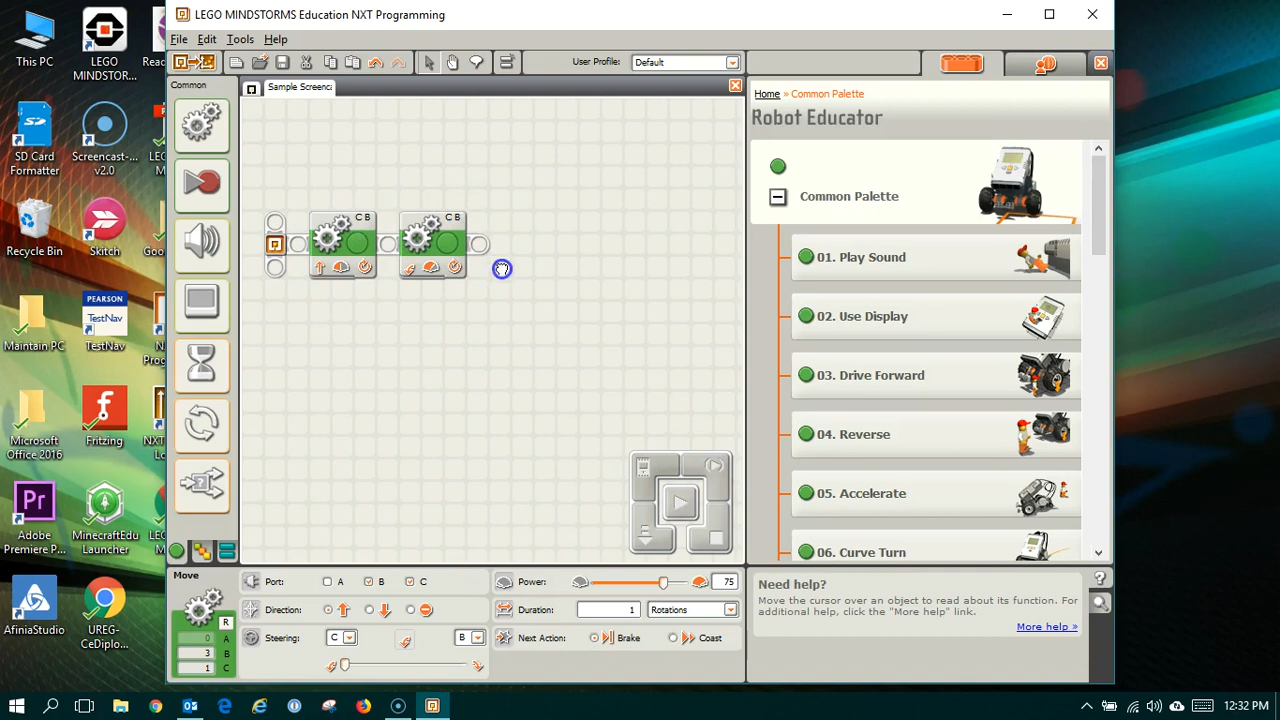 LEGO MINDSTORMS Education NXT Programming
File Edit Tools Help
User Profile: Default
Common
Sample Screenca
C B
C B
Home » Common Palette
Robot Educator
Common Palette
01. Play Sound
02. Use Display
03. Drive Forward
04. Reverse
05. Accelerate
06. Curve Turn
Need help?
Move the cursor over an object to read about its function. For
additional help, click the "More help" link.
More help »
Move
R
0 A
3 B
1 C
Port: A B C
Direction:
Steering: C B
Power: 75
Duration: 1 Rotations
Next Action: Brake Coast
This PC
LEGO
MINDSTOR...
SD Card
Formatter
Screencast-...
v2.0
Recycle Bin
Skitch
Maintain PC
PEARSON
TestNav
TestNav
Microsoft
Office 2016
Fritzing
Pr
Adobe
Premiere P...
MinecraftEdu
Launcher
AfiniaStudio
UREG-
CeDiplo...
12:32 PM